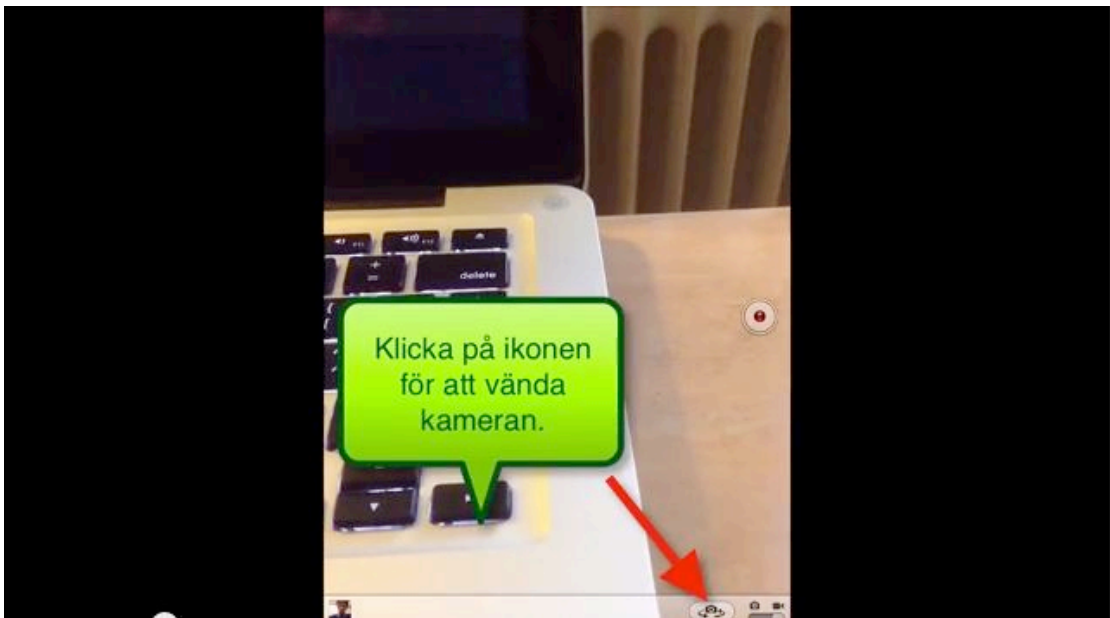 delete
Klicka på ikonen
för att vända
kameran.